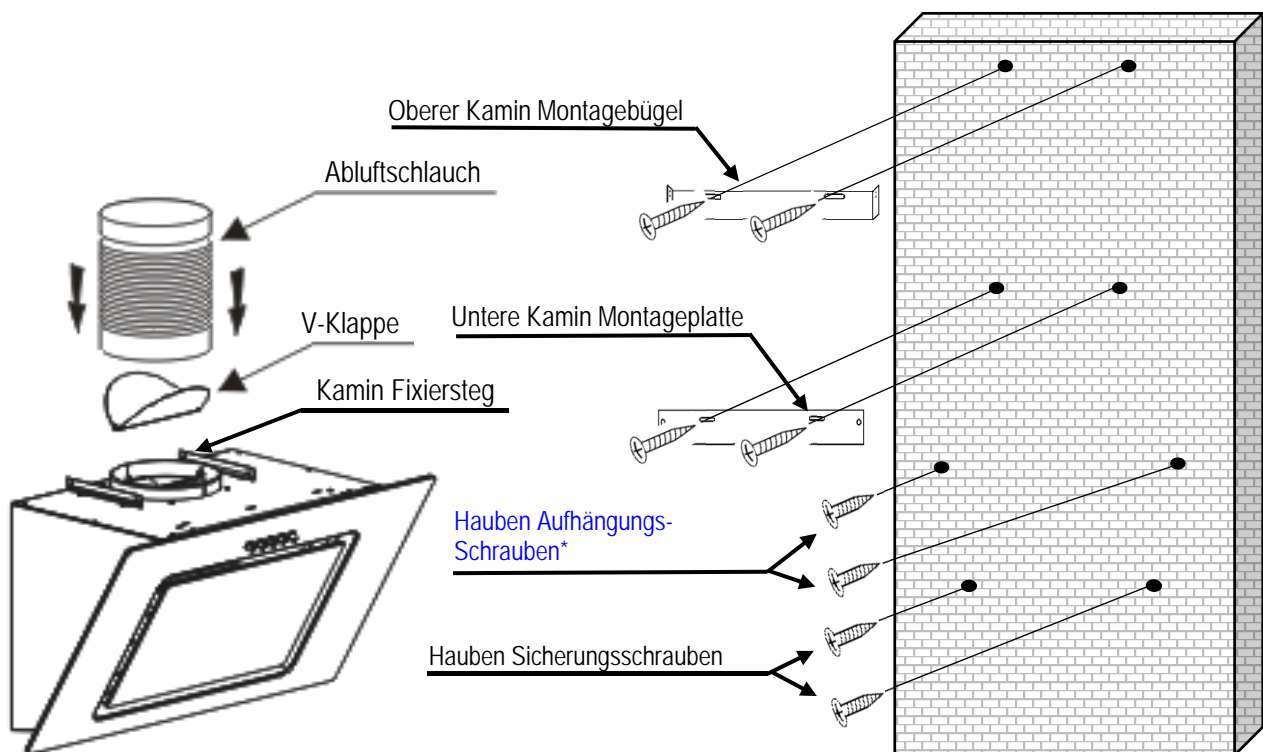 Oberer Kamin Montagebügel
Abluftschlauch
V-Klappe
Untere Kamin Montageplatte
Kamin Fixiersteg
Hauben Aufhängungs-
Schrauben*
Hauben Sicherungsschrauben